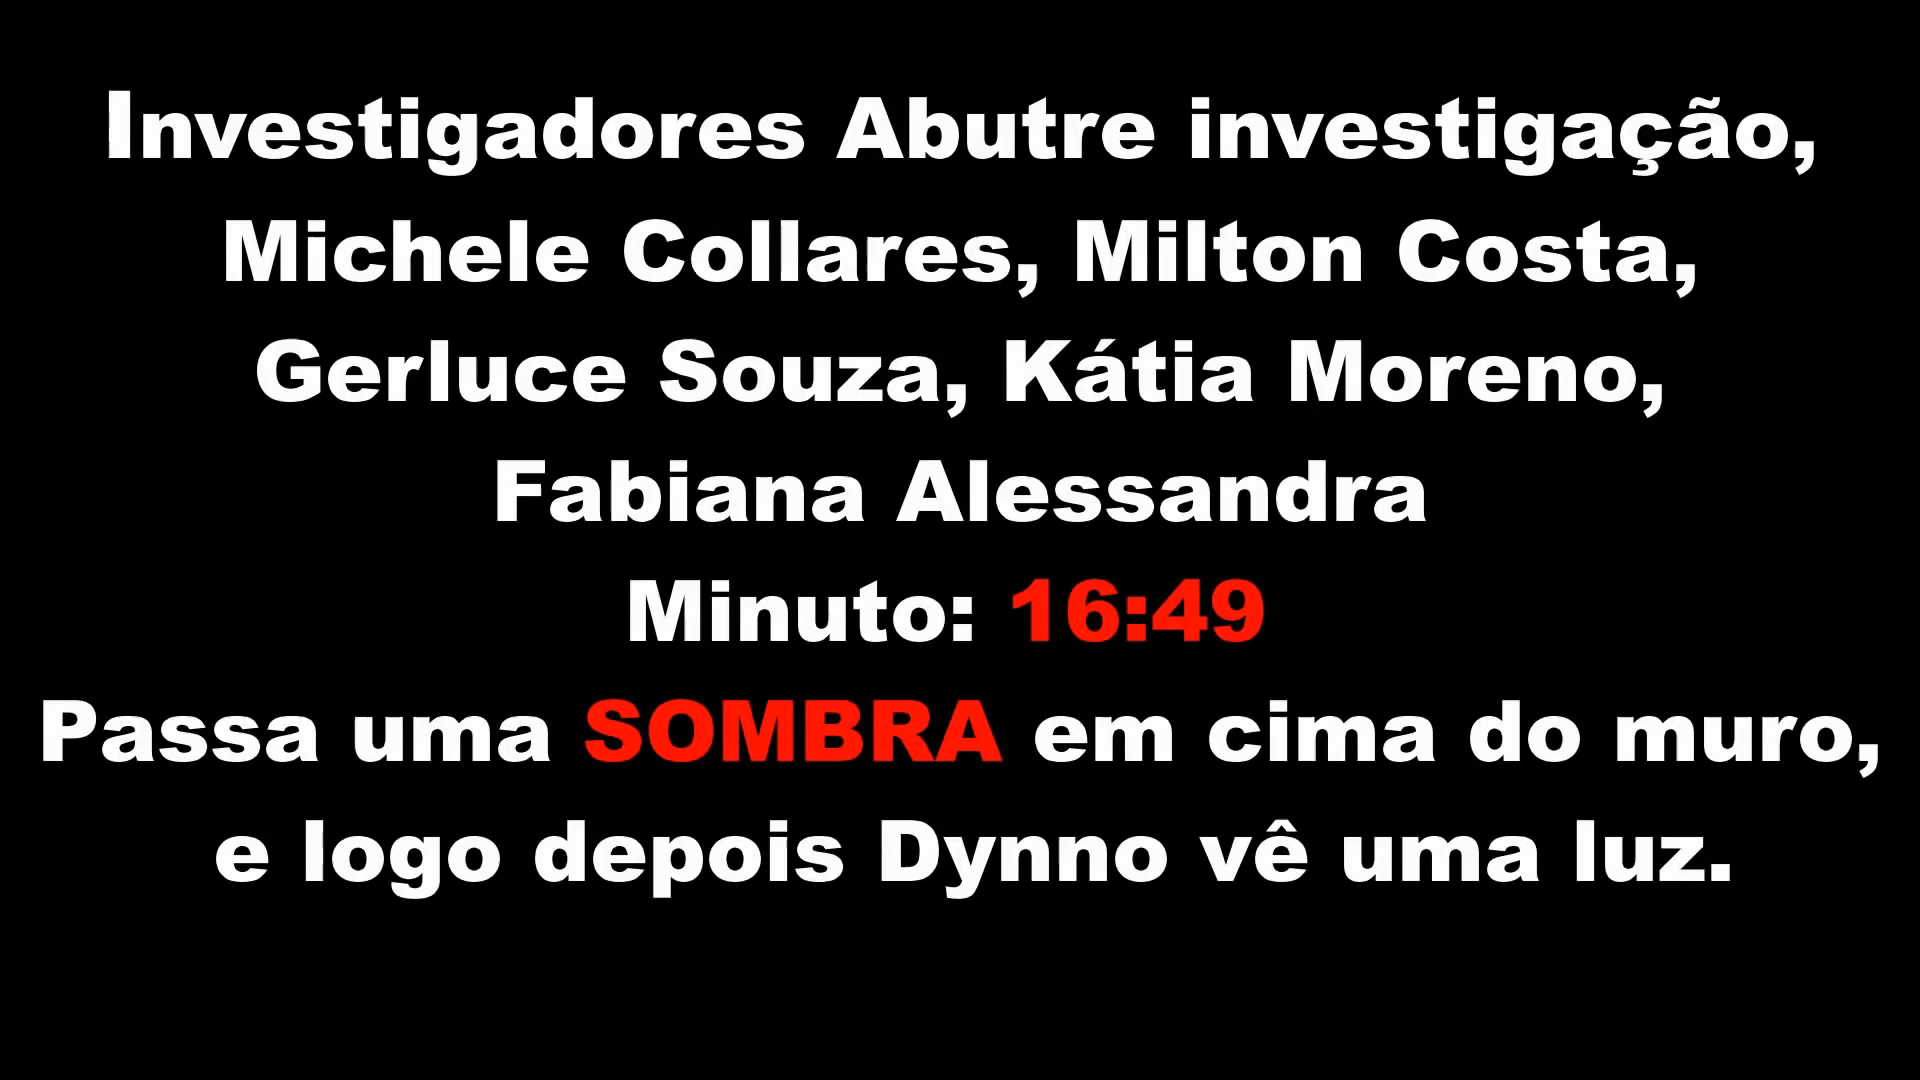 Investigadores Abutre investigação,
Michele Collares, Milton Costa,
Gerluce Souza, Kátia Moreno,
Fabiana Alessandra
Minuto: 16:49
Passa uma SOMBRA em cima do muro,
e logo depois Dynno vê uma luz.